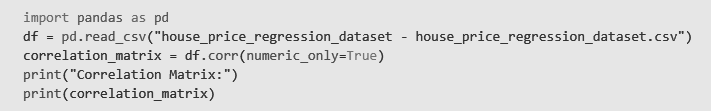 import pandas as pd
df = pd.read_csv("house_price_regression_dataset - house_price_regression_dataset.csv")
correlation_matrix = df.corr(numeric_only=True)
print("Correlation Matrix:")
print(correlation_matrix)